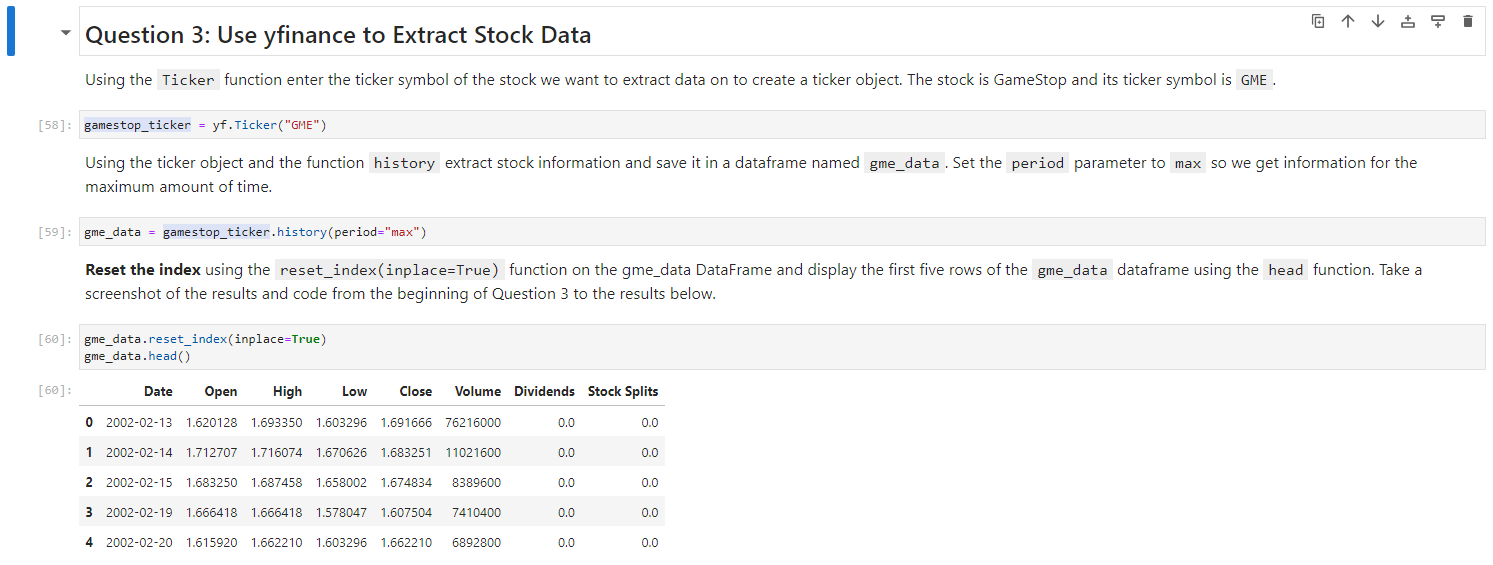 Question 3: Use yfinance to Extract Stock Data
Using the Ticker function enter the ticker symbol of the stock we want to extract data on to create a ticker object. The stock is GameStop and its ticker symbol is GME.
[58]: gamestop_ticker = yf.Ticker("GME")
Using the ticker object and the function history extract stock information and save it in a dataframe named gme_data. Set the period parameter to max so we get information for the
maximum amount of time.
[59]: gme_data = gamestop_ticker.history(period="max")
Reset the index using the reset_index(inplace=True) function on the gme_data DataFrame and display the first five rows of the gme_data dataframe using the head function. Take a
screenshot of the results and code from the beginning of Question 3 to the results below.
[60]: gme_data.reset_index(inplace=True)
gme_data.head()
[60]: Date Open High Low Close Volume Dividends Stock Splits
0 2002-02-13 1.620128 1.693350 1.603296 1.691666 76216000 0.0 0.0
1 2002-02-14 1.712707 1.716074 1.670626 1.683251 11021600 0.0 0.0
2 2002-02-15 1.683250 1.687458 1.658002 1.674834 8389600 0.0 0.0
3 2002-02-19 1.666418 1.666418 1.578047 1.607504 7410400 0.0 0.0
4 2002-02-20 1.615920 1.662210 1.603296 1.662210 6892800 0.0 0.0